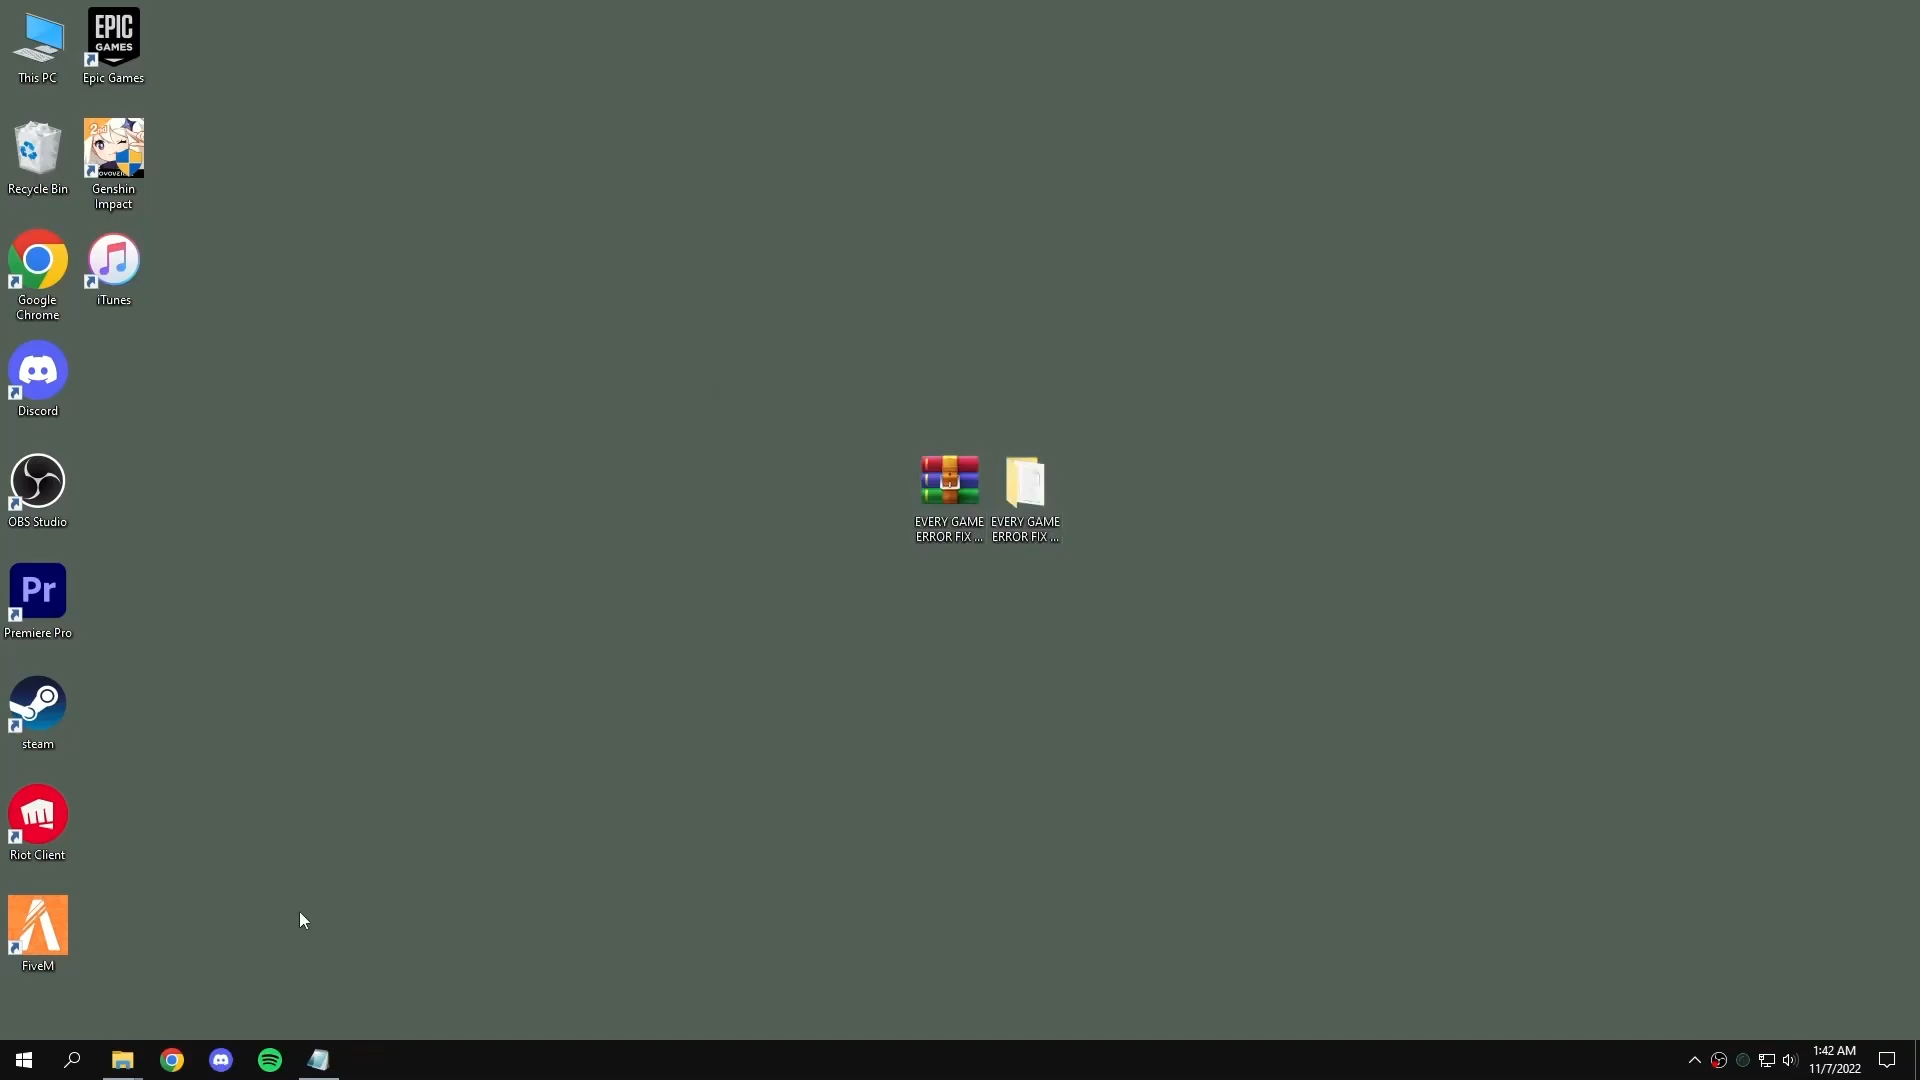 This PC
EPIC
GAMES
Epic Games
Recycle Bin
2nd
Genshin
Impact
Google
Chrome
iTunes
Discord
OBS Studio
Pr
Premiere Pro
steam
Riot Client
FiveM
EVERY GAME
ERROR FIX ...
EVERY GAME
ERROR FIX ...
1:42 AM
11/7/2022